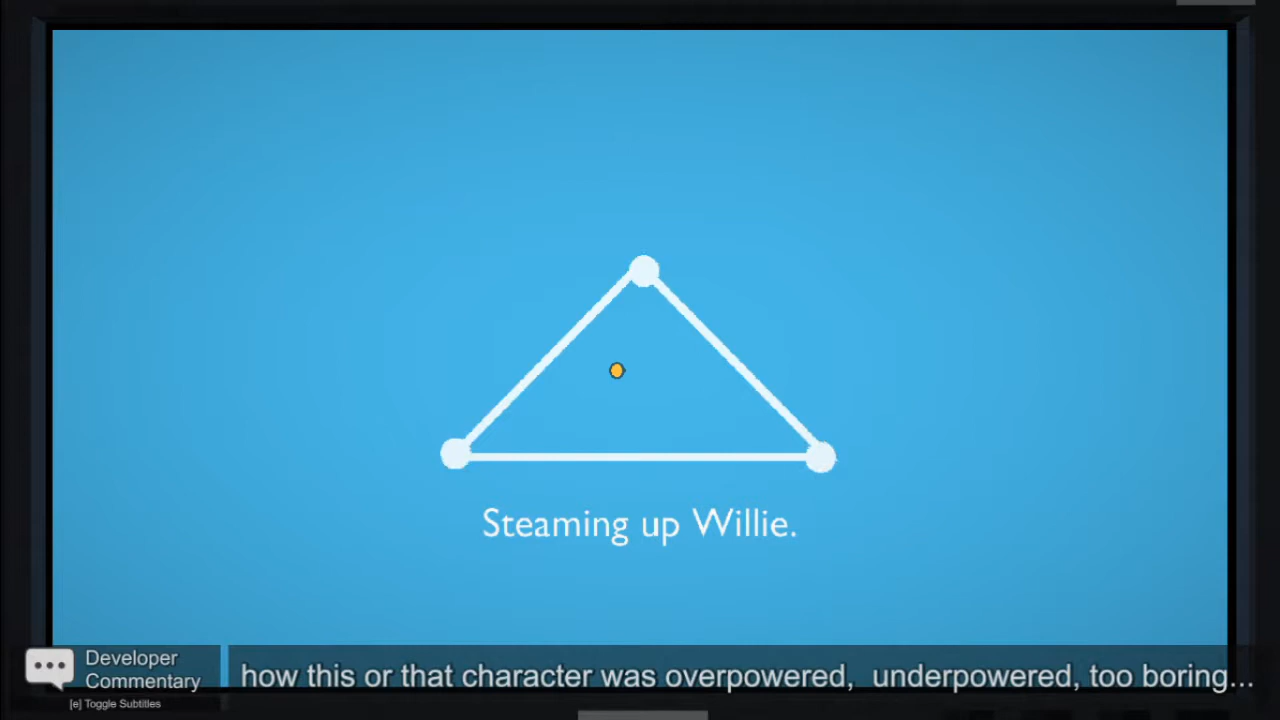 Steaming up Willie.
Developer
Commentary
how this or that character was overpowered,  underpowered, too boring...
[e] Toggle Subtitles